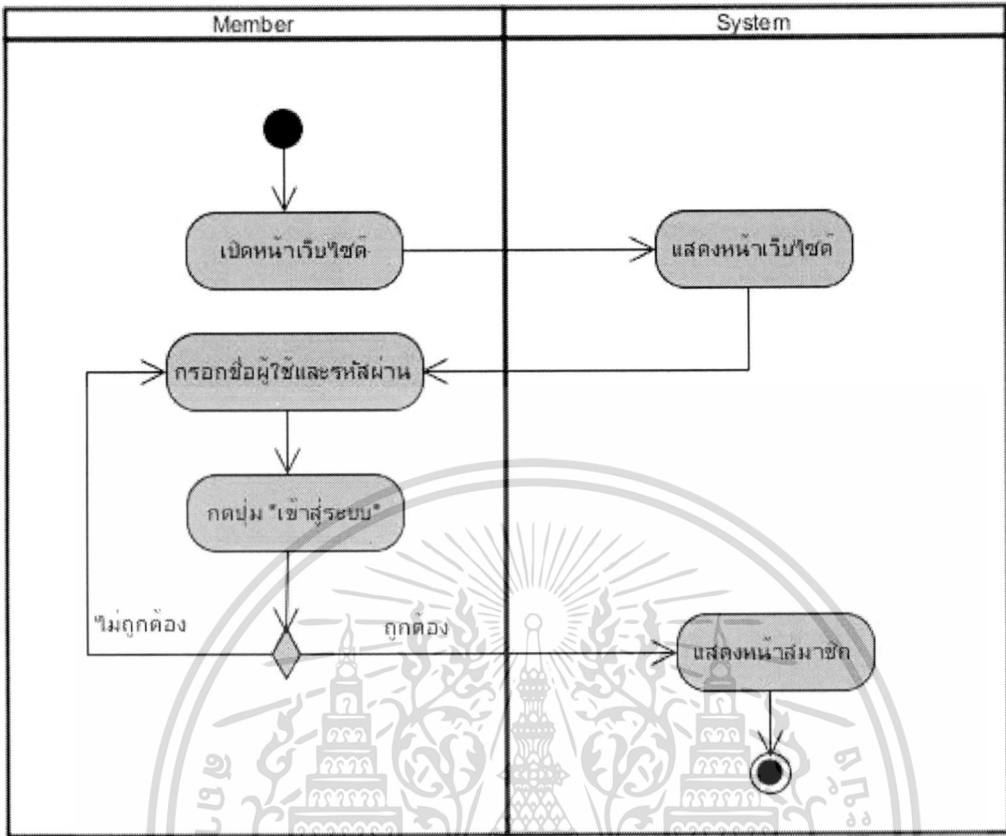 Member
System
เปิดหน้าเว็บไซต์
แสดงหน้าเว็บไซต์
กรอกชื่อผู้ใช้และรหัสผ่าน
กดปุ่ม "เข้าสู่ระบบ"
ไม่ถูกต้อง
ถูกต้อง
แสดงหน้าสมาชิก